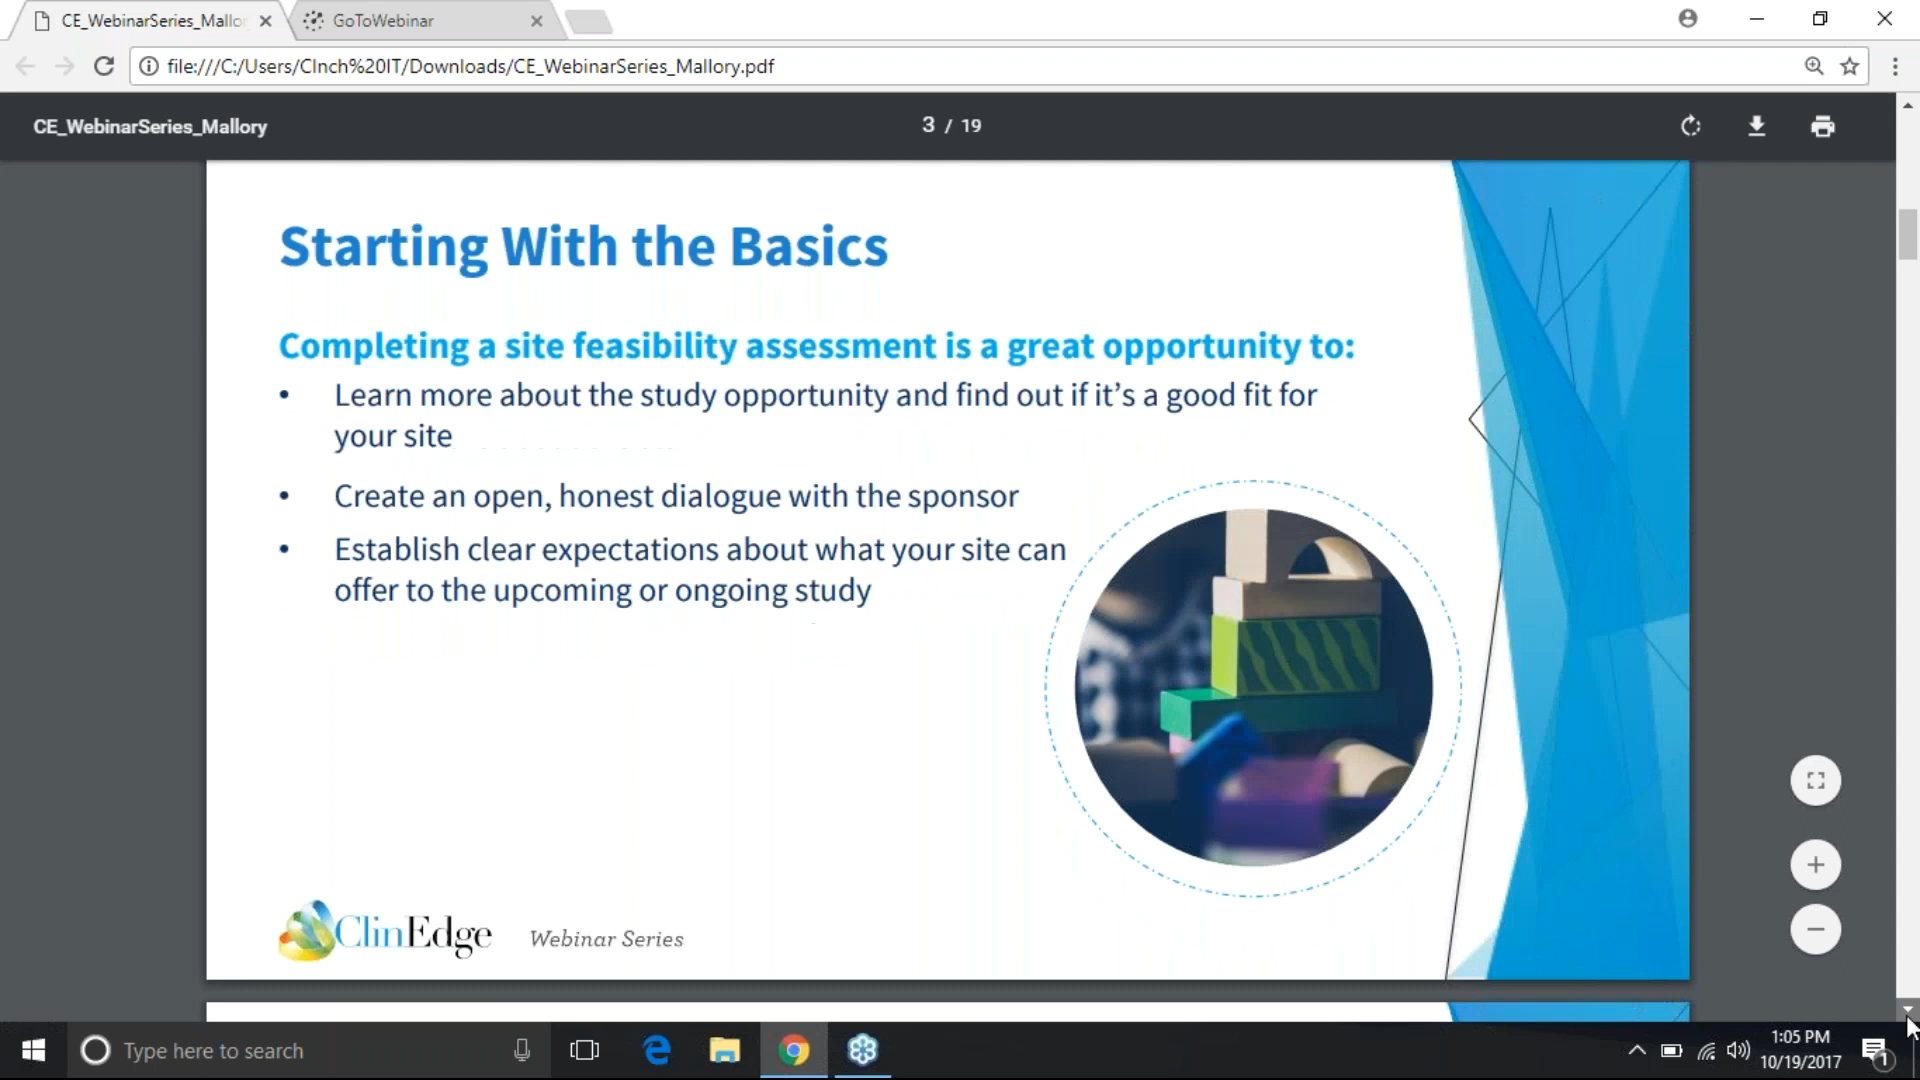 CE_WebinarSeries_Mallor
GoToWebinar
file:///C:/Users/CInch%20IT/Downloads/CE_WebinarSeries_Mallory.pdf
CE_WebinarSeries_Mallory
3 / 19
Starting With the Basics
Completing a site feasibility assessment is a great opportunity to:
• Learn more about the study opportunity and find out if it's a good fit for
your site
• Create an open, honest dialogue with the sponsor
• Establish clear expectations about what your site can
offer to the upcoming or ongoing study
ClinEdge Webinar Series
Type here to search
1:05 PM
10/19/2017
1